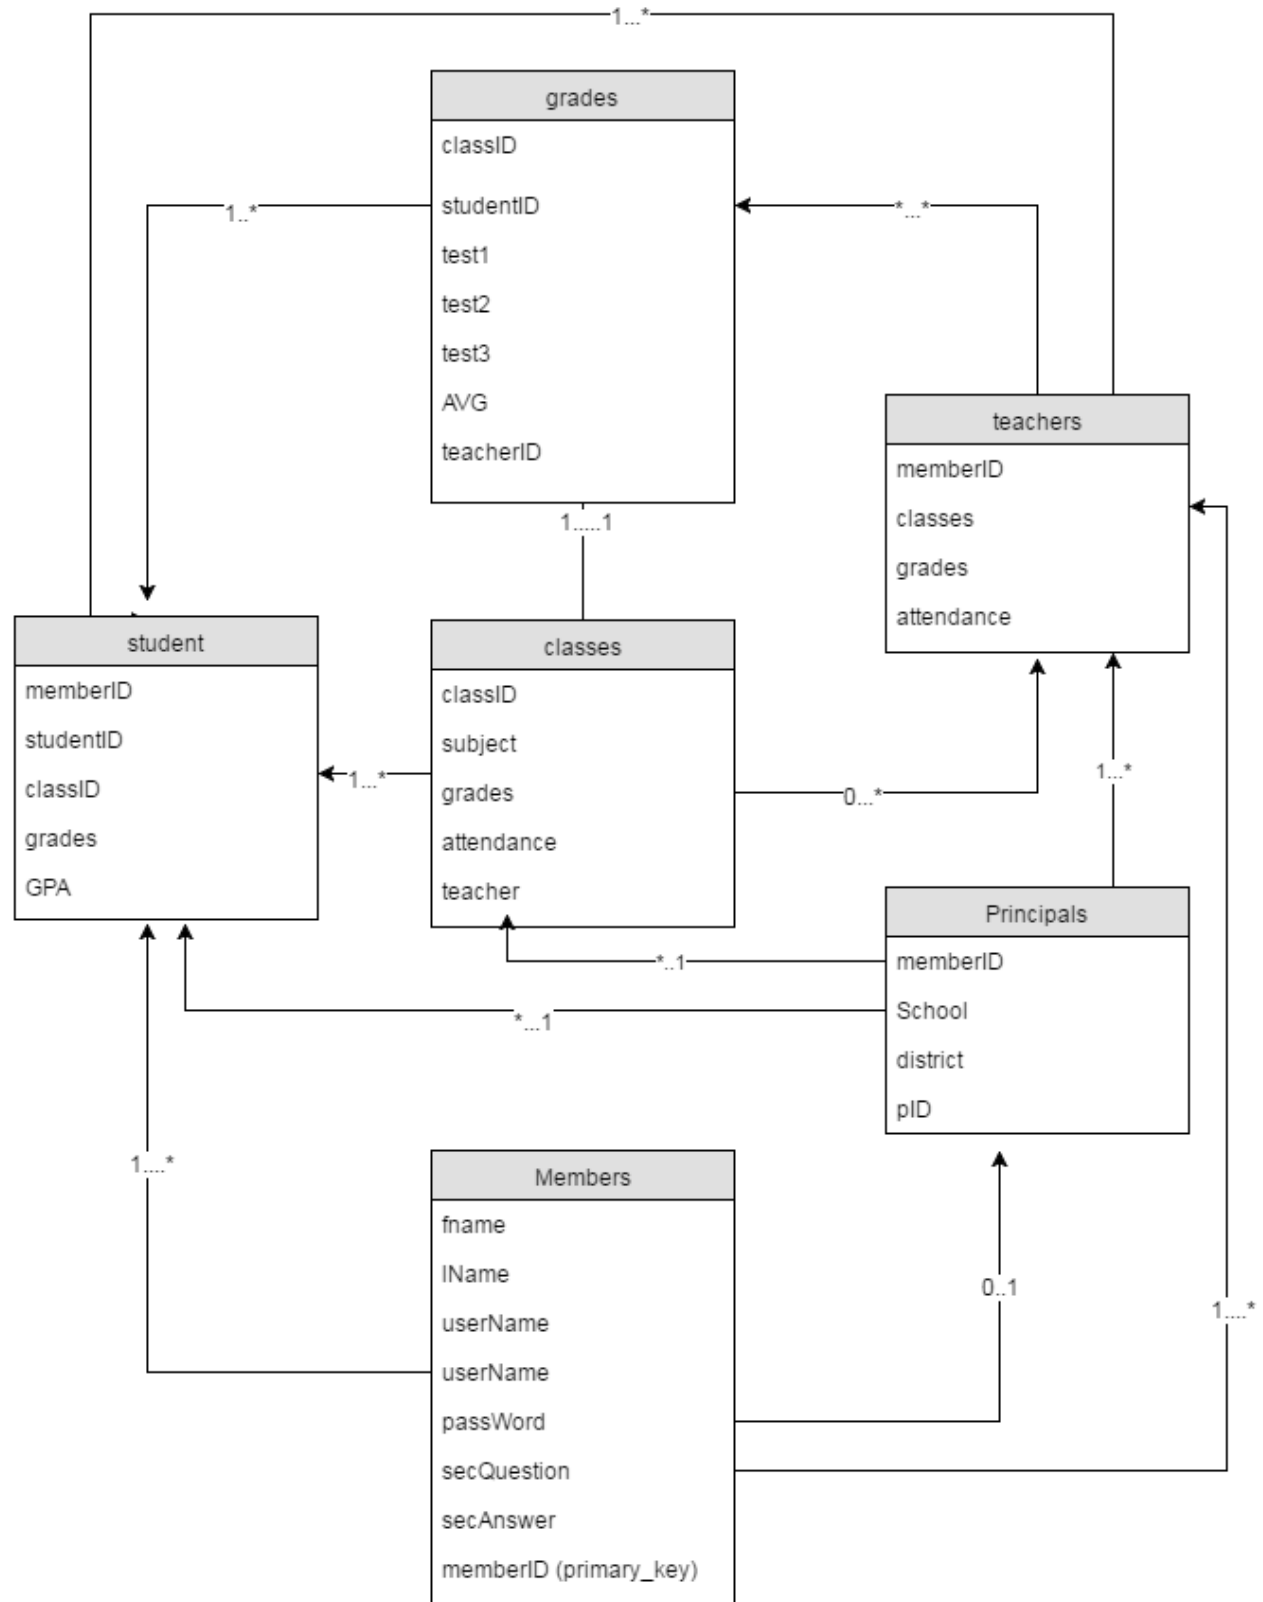 1...*
grades
classID
studentID
test1
test2
test3
AVG
teacherID
1..*
*...*
teachers
memberID
classes
grades
attendance
1.....1
student
memberID
studentID
classID
grades
GPA
classes
classID
subject
grades
attendance
teacher
1...*
0...*
1...*
Principals
memberID
School
district
pID
*..1
*...1
1....*
Members
fname
lName
userName
userName
passWord
secQuestion
secAnswer
memberID (primary_key)
0..1
1....*